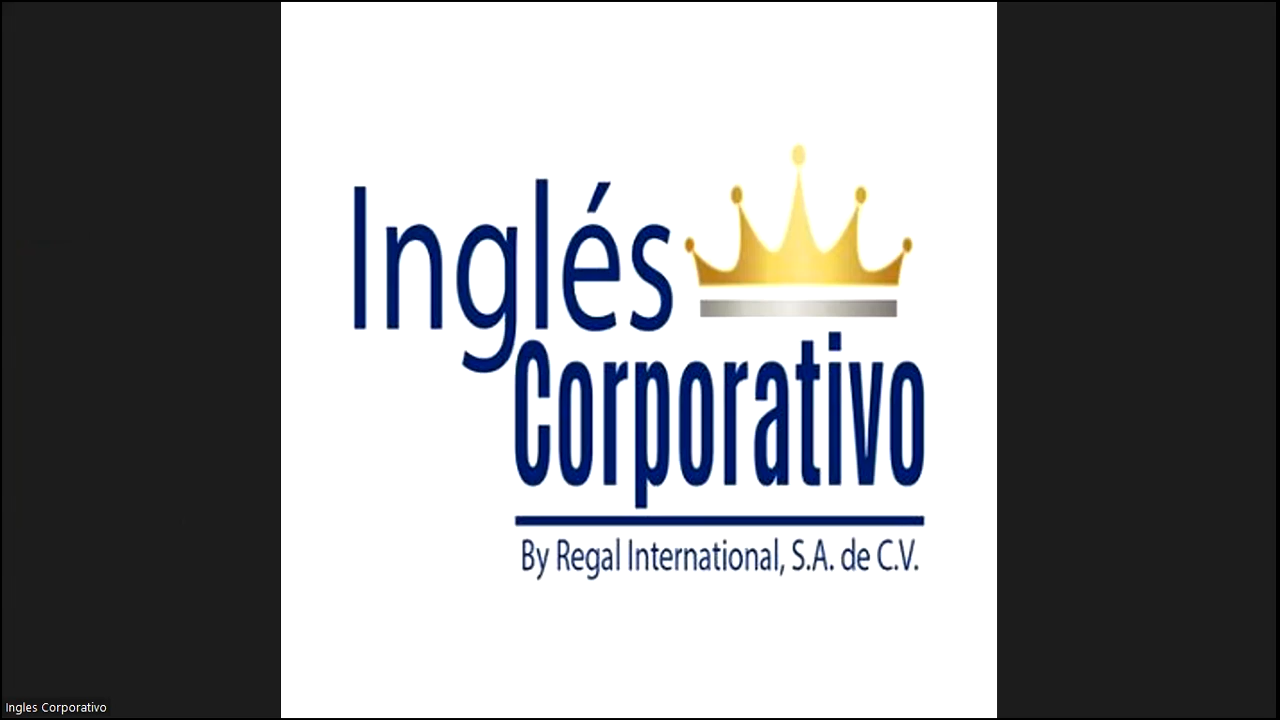 Inglés
Corporativo
By Regal International, S.A. de C.V.
Ingles Corporativo